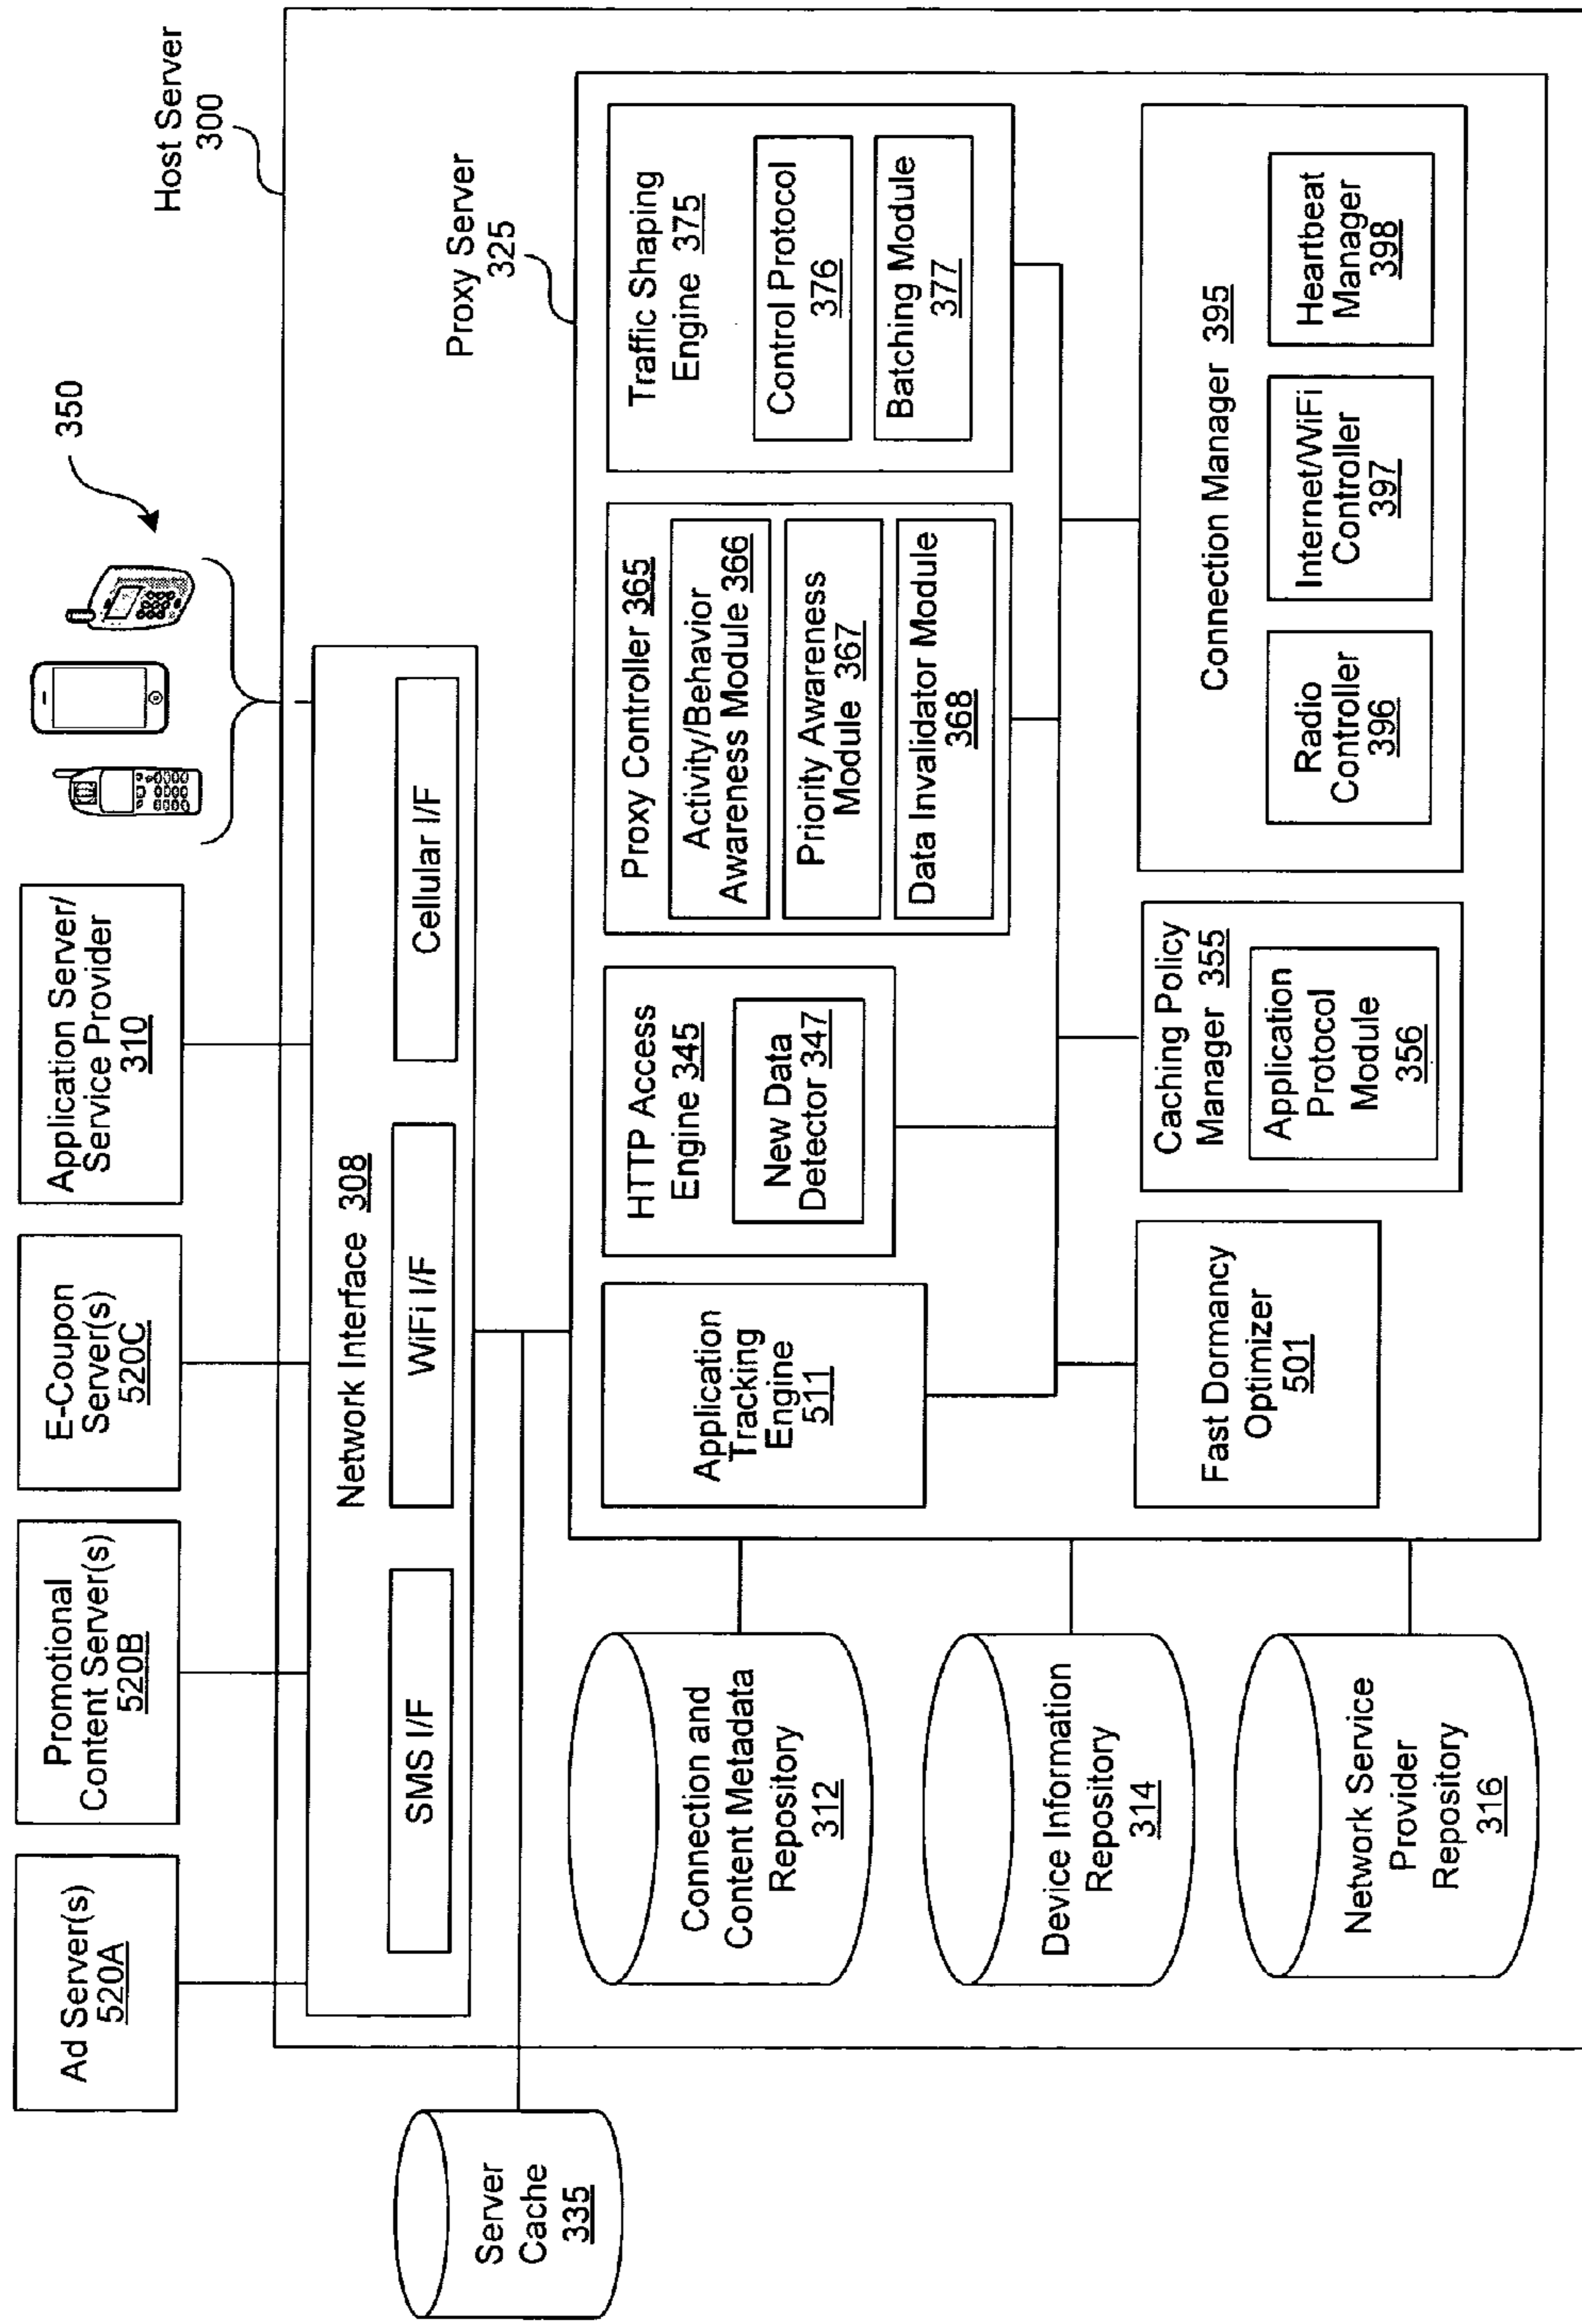 Ad Server(s)
520A
Promotional
Content Server(s)
520B
E-Coupon
Server(s)
520C
Application Server/
Service Provider
310
350
Host Server
300
Network Interface 308
SMS I/F
WiFi I/F
Cellular I/F
Server
Cache
335
Proxy Server
325
Connection and
Content Metadata
Repository
312
Device Information
Repository
314
Network Service
Provider
Repository
316
Application
Tracking
Engine
511
HTTP Access
Engine 345
New Data
Detector 347
Proxy Controller 365
Activity/Behavior
Awareness Module 366
Priority Awareness
Module 367
Data Invalidator Module
368
Traffic Shaping
Engine 375
Control Protocol
376
Batching Module
377
Fast Dormancy
Optimizer
501
Caching Policy
Manager 355
Application
Protocol
Module
356
Connection Manager 395
Radio
Controller
396
Internet/WiFi
Controller
397
Heartbeat
Manager
398